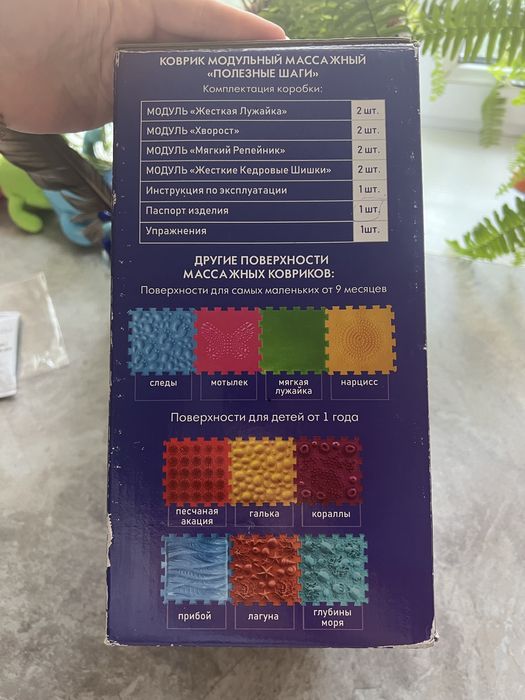 КОВРИК МОДУЛЬНЫЙ МАССАЖНЫЙ
«ПОЛЕЗНЫЕ ШАГИ»
Комплектация коробки:
МОДУЛЬ «Жесткая Лужайка» 2 шт.
МОДУЛЬ «Хворост» 2 шт.
МОДУЛЬ «Мягкий Репейник» 2 шт.
МОДУЛЬ «Жесткие Кедровые Шишки» 2 шт.
Инструкция по эксплуатации 1 шт.
Паспорт изделия 1 шт.
Упражнения 1шт.
ДРУГИЕ ПОВЕРХНОСТИ
МАССАЖНЫХ КОВРИКОВ:
Поверхности для самых маленьких от 9 месяцев
следы мотылек мягкая нарцисс
лужайка
Поверхности для детей от 1 года
песчаная галька кораллы
акация
прибой лагуна глубины
моря